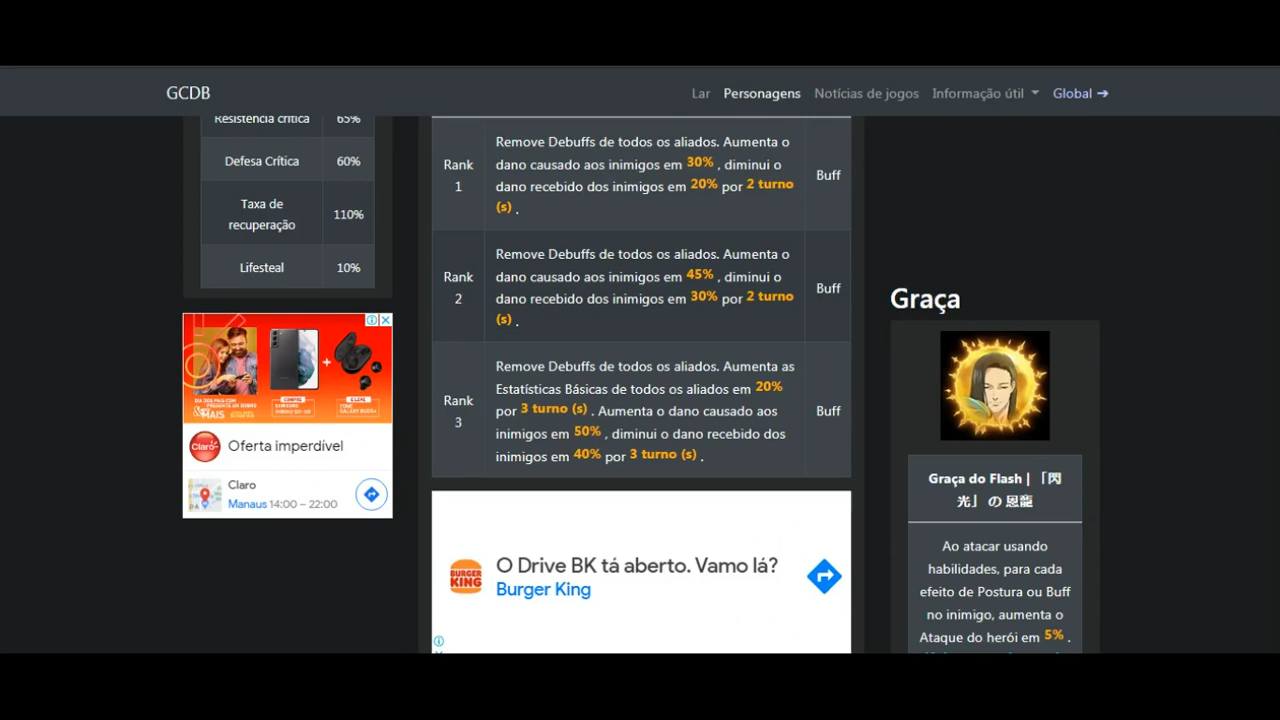 GCDB
Lar
Personagens
Notícias de jogos
Informação útil
Global ➔
Resistência crítica 65%
Defesa Crítica 60%
Taxa de
recuperação
110%
Lifesteal 10%
Rank
1
Remove Debuffs de todos os aliados. Aumenta o
dano causado aos inimigos em 30% , diminui o
dano recebido dos inimigos em 20% por 2 turno
(s) .
Buff
Rank
2
Remove Debuffs de todos os aliados. Aumenta o
dano causado aos inimigos em 45% , diminui o
dano recebido dos inimigos em 30% por 2 turno
(s) .
Buff
Rank
3
Remove Debuffs de todos os aliados. Aumenta as
Estatísticas Básicas de todos os aliados em 20%
por 3 turno (s) . Aumenta o dano causado aos
inimigos em 50% , diminui o dano recebido dos
inimigos em 40% por 3 turno (s) .
Buff
&MAIS
Claro
Oferta imperdível
Claro
Manaus 14:00 – 22:00
BURGER
KING
O Drive BK tá aberto. Vamo lá?
Burger King
Graça
Graça do Flash | 「閃
光」 の 恩寵
Ao atacar usando
habilidades, para cada
efeito de Postura ou Buff
no inimigo, aumenta o
Ataque do herói em 5% .